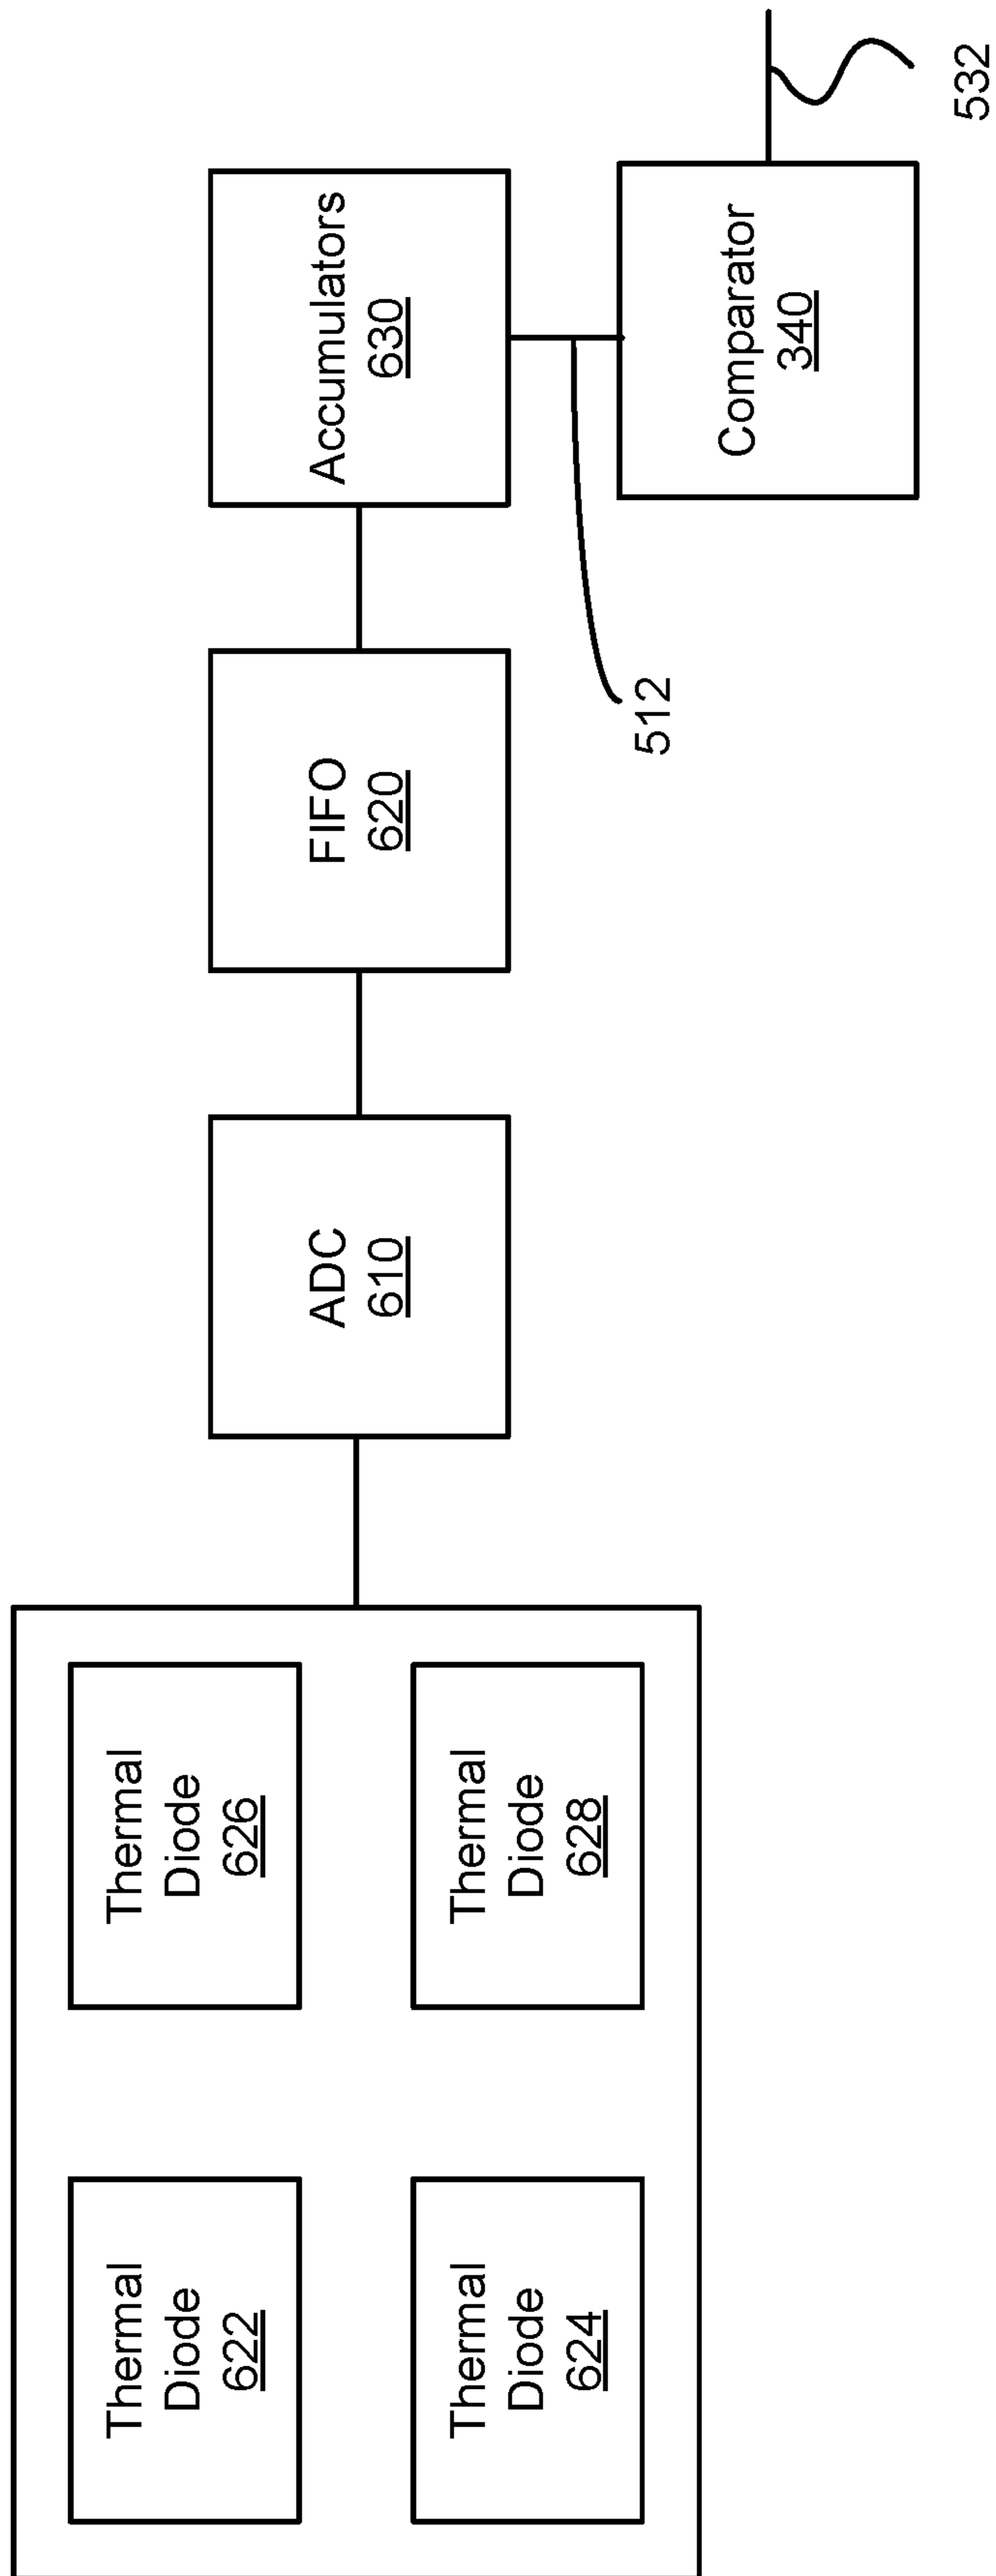 Thermal
Diode
622
Thermal
Diode
626
Thermal
Diode
624
Thermal
Diode
628
ADC
610
FIFO
620
Accumulators
630
512
Comparator
340
532